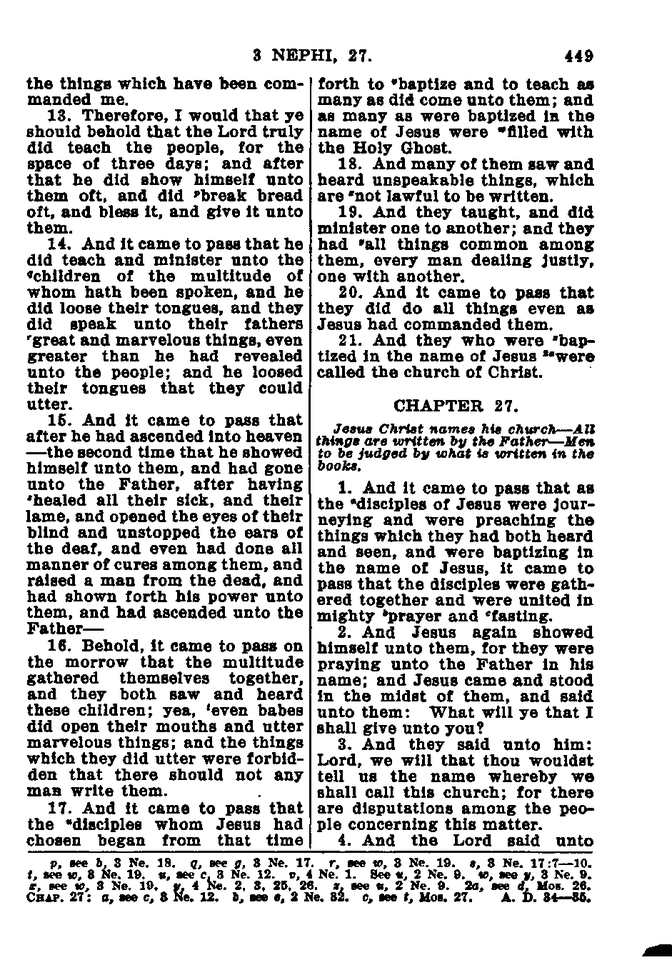 3 NEPHI, 27. 449
the things which have been com-
manded me.
13. Therefore, I would that ye
should behold that the Lord truly
did teach the people, for the
space of three days; and after
that he did show himself unto
them oft, and did ᵖbreak bread
oft, and bless it, and give it unto
them.
14. And it came to pass that he
did teach and minister unto the
ᑫchildren of the multitude of
whom hath been spoken, and he
did loose their tongues, and they
did speak unto their fathers
ʳgreat and marvelous things, even
greater than he had revealed
unto the people; and he loosed
their tongues that they could
utter.
15. And it came to pass that
after he had ascended into heaven
—the second time that he showed
himself unto them, and had gone
unto the Father, after having
ˢhealed all their sick, and their
lame, and opened the eyes of their
blind and unstopped the ears of
the deaf, and even had done all
manner of cures among them, and
raised a man from the dead, and
had shown forth his power unto
them, and had ascended unto the
Father—
16. Behold, it came to pass on
the morrow that the multitude
gathered themselves together,
and they both saw and heard
these children; yea, ᵗeven babes
did open their mouths and utter
marvelous things; and the things
which they did utter were forbid-
den that there should not any
man write them.
17. And it came to pass that
the ᵘdisciples whom Jesus had
chosen began from that time
forth to ᵛbaptize and to teach as
many as did come unto them; and
as many as were baptized in the
name of Jesus were ʷfilled with
the Holy Ghost.
18. And many of them saw and
heard unspeakable things, which
are ˣnot lawful to be written.
19. And they taught, and did
minister one to another; and they
had ʸall things common among
them, every man dealing justly,
one with another.
20. And it came to pass that
they did do all things even as
Jesus had commanded them.
21. And they who were ᶻbap-
tized in the name of Jesus ²ᵃwere
called the church of Christ.
CHAPTER 27.
Jesus Christ names his church—All
things are written by the Father—Men
to be judged by what is written in the
books.
1. And it came to pass that as
the ᵃdisciples of Jesus were jour-
neying and were preaching the
things which they had both heard
and seen, and were baptizing in
the name of Jesus, it came to
pass that the disciples were gath-
ered together and were united in
mighty ᵇprayer and ᶜfasting.
2. And Jesus again showed
himself unto them, for they were
praying unto the Father in his
name; and Jesus came and stood
in the midst of them, and said
unto them: What will ye that I
shall give unto you?
3. And they said unto him:
Lord, we will that thou wouldst
tell us the name whereby we
shall call this church; for there
are disputations among the peo-
ple concerning this matter.
4. And the Lord said unto
p, see b, 3 Ne. 18. q, see g, 3 Ne. 17. r, see w, 3 Ne. 19. s, 3 Ne. 17:7—10.
t, see w, 3 Ne. 19. u, see c, 3 Ne. 12. v, 4 Ne. 1. See u, 2 Ne. 9. w, see y, 3 Ne. 9.
x, see w, 3 Ne. 19. y, 4 Ne. 2, 3, 25, 26. z, see u, 2 Ne. 9. 2a, see d, Mos. 26.
CHAP. 27: a, see c, 3 Ne. 12. b, see e, 2 Ne. 32. c, see t, Mos. 27. A. D. 34—35.